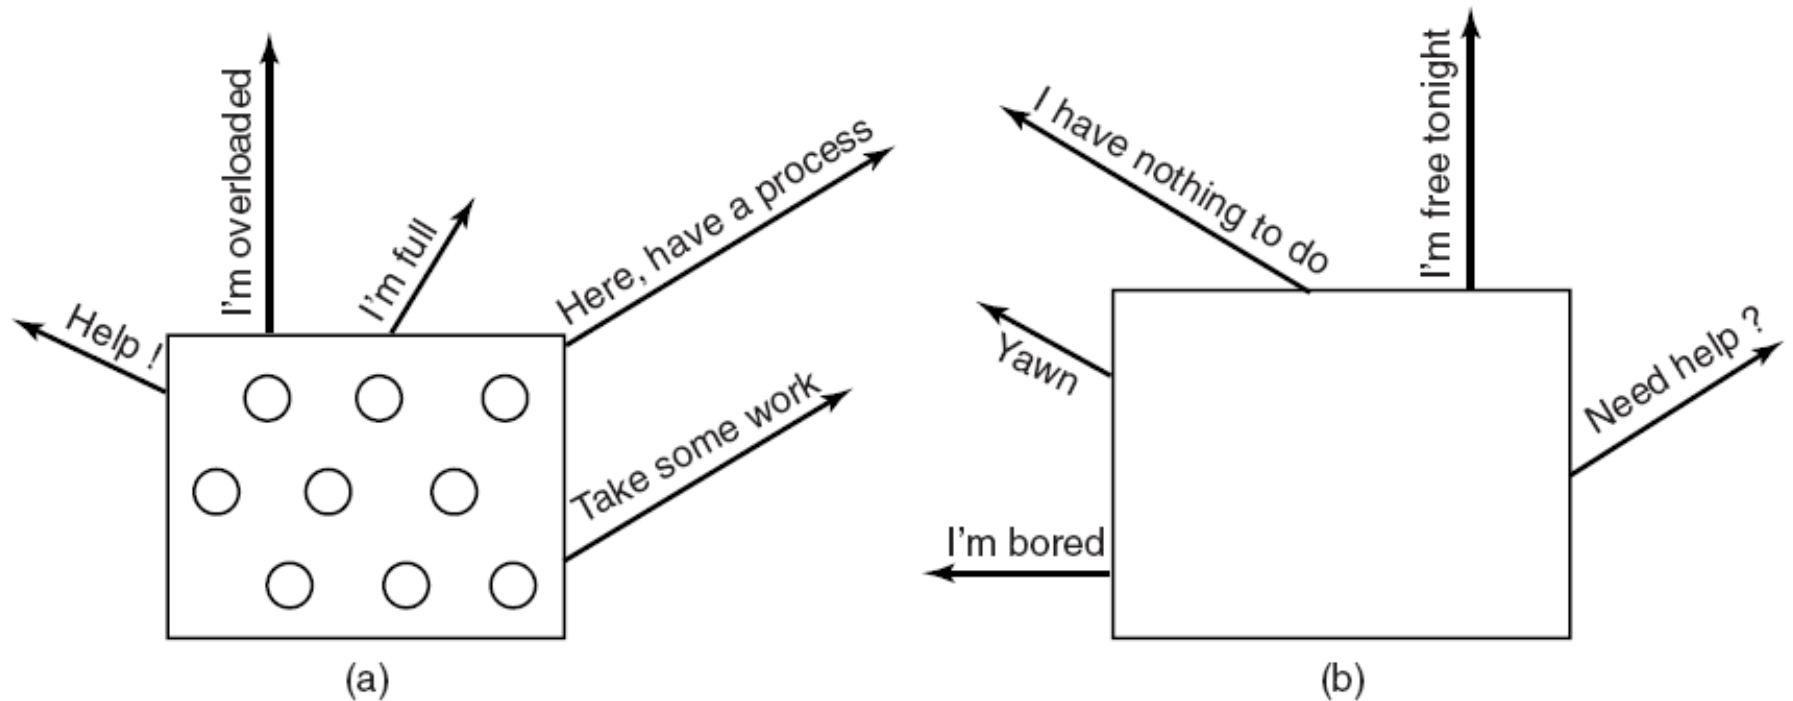 I'm overloaded
I'm full
Here, have a process
Help !
Take some work
(a)
I have nothing to do
I'm free tonight
Yawn
Need help ?
I'm bored
(b)